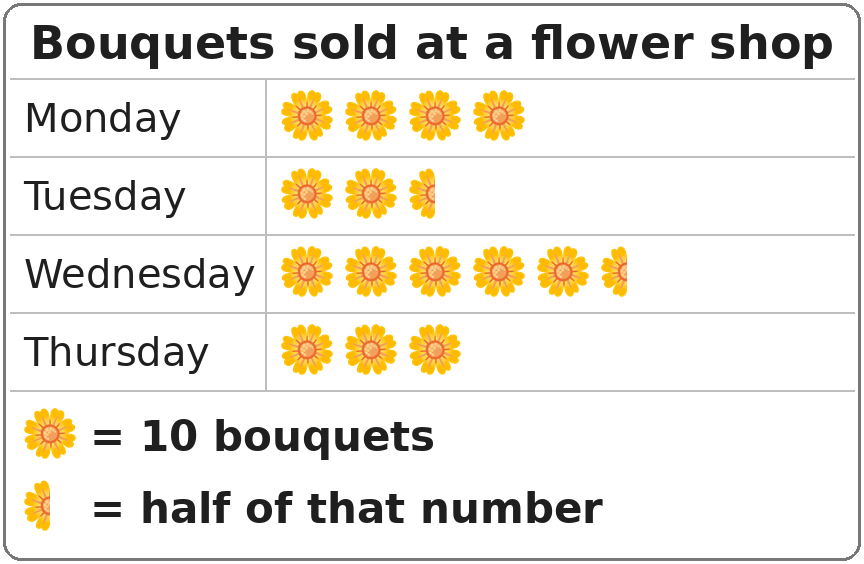 Bouquets sold at a flower shop
Monday
Tuesday
Wednesday
Thursday
= 10 bouquets
= half of that number